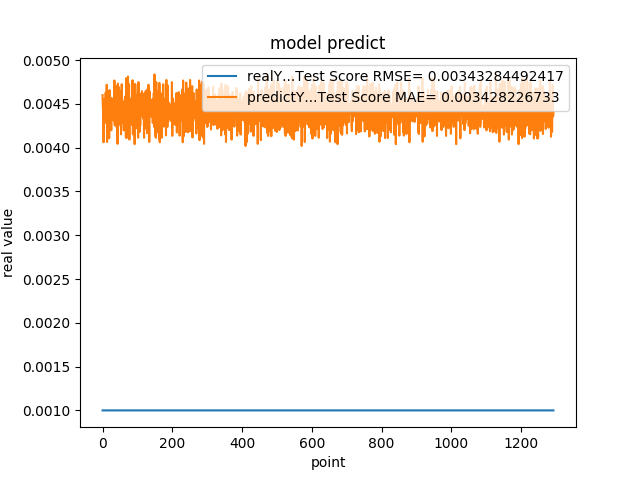 model predict
realY...Test Score RMSE= 0.00343284492417
predictY...Test Score MAE= 0.003428226733
0.0050
0.0045
0.0040
0.0035
0.0030
0.0025
0.0020
0.0015
0.0010
real value
0 200 400 600 800 1000 1200
point